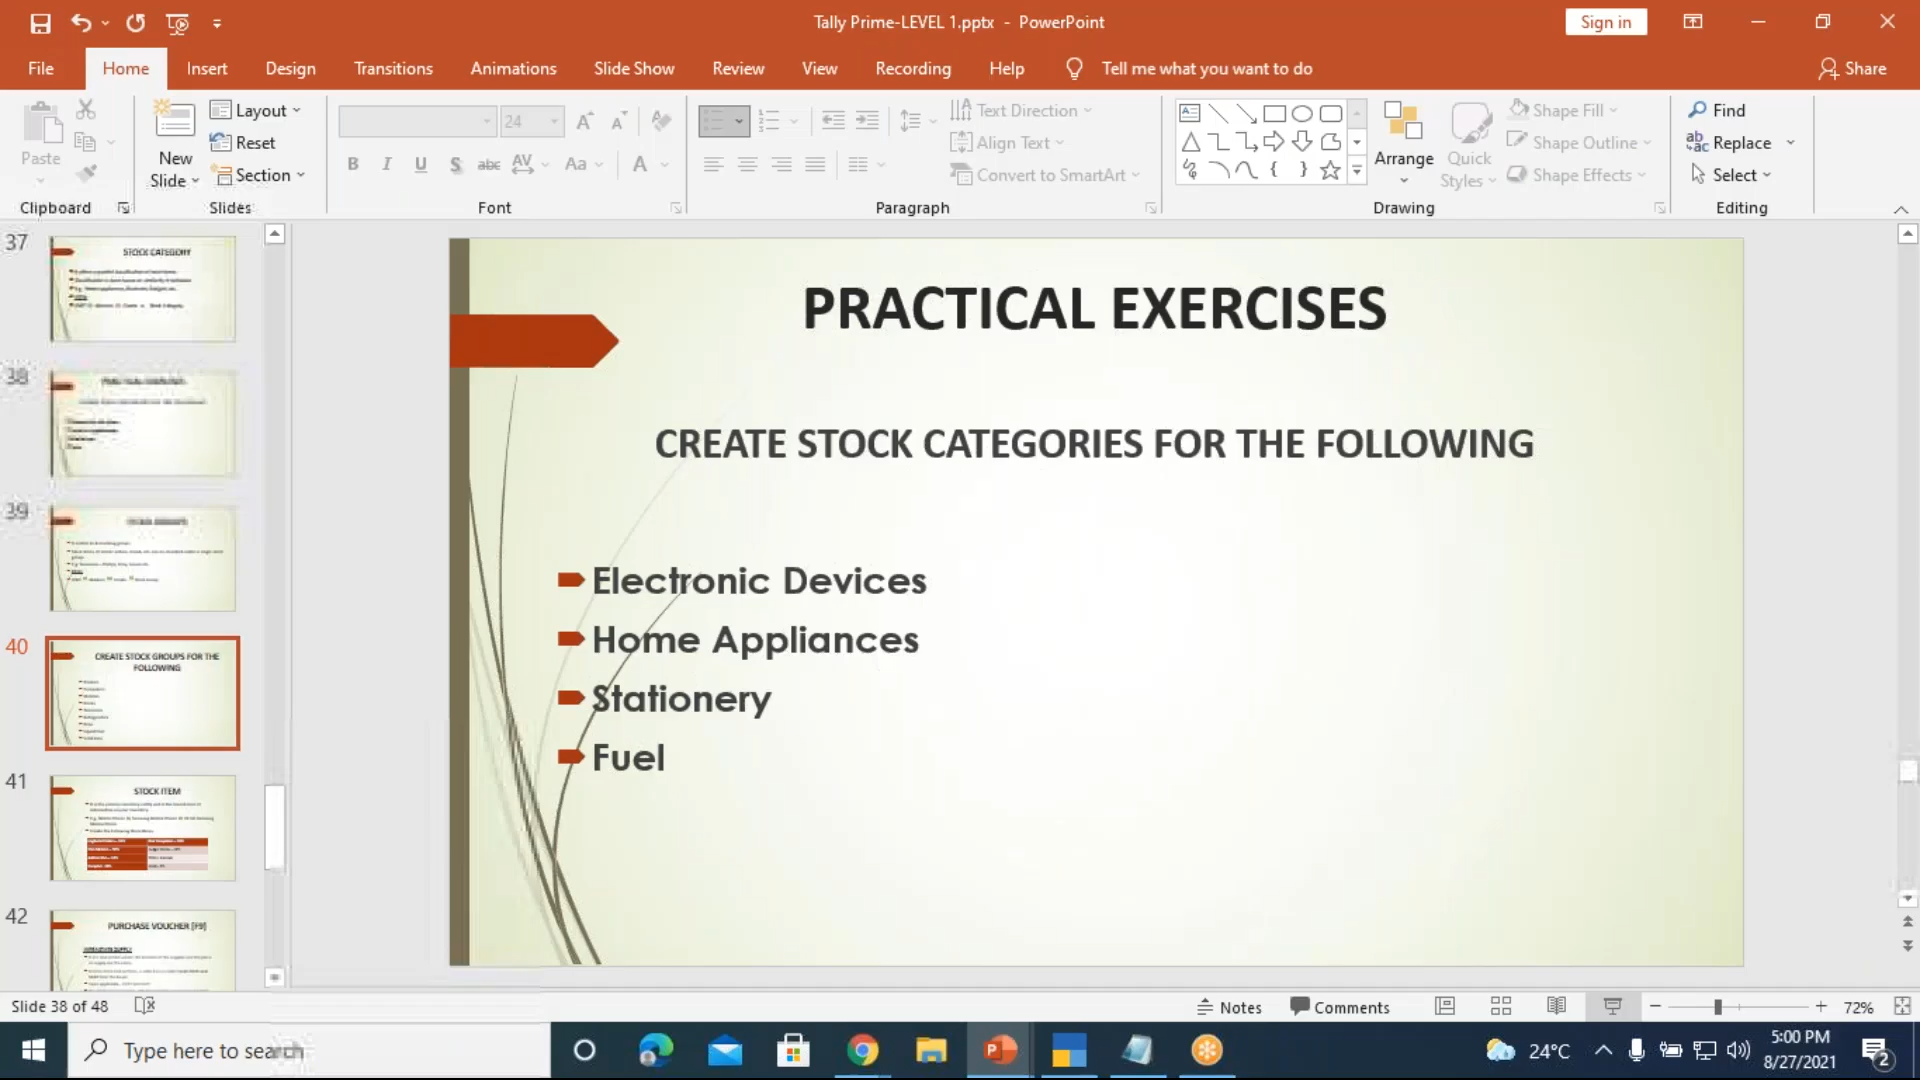 Tally Prime-LEVEL 1.pptx - PowerPoint
Sign in
File
Home
Insert
Design
Transitions
Animations
Slide Show
Review
View
Recording
Help
Tell me what you want to do
Share
Paste
Clipboard
New Slide
Layout
Reset
Section
Slides
24
B I U S abc AV Aa A
Font
Text Direction
Align Text
Convert to SmartArt
Paragraph
Arrange
Quick Styles
Shape Fill
Shape Outline
Shape Effects
Drawing
Find
Replace
Select
Editing
37
STOCK CATEGORY
38
39
40
CREATE STOCK GROUPS FOR THE
FOLLOWING
41
STOCK ITEM
42
PURCHASE VOUCHER [F9]
PRACTICAL EXERCISES
CREATE STOCK CATEGORIES FOR THE FOLLOWING
Electronic Devices
Home Appliances
Stationery
Fuel
Slide 38 of 48
Notes
Comments
72%
Type here to search
24°C
5:00 PM
8/27/2021
2